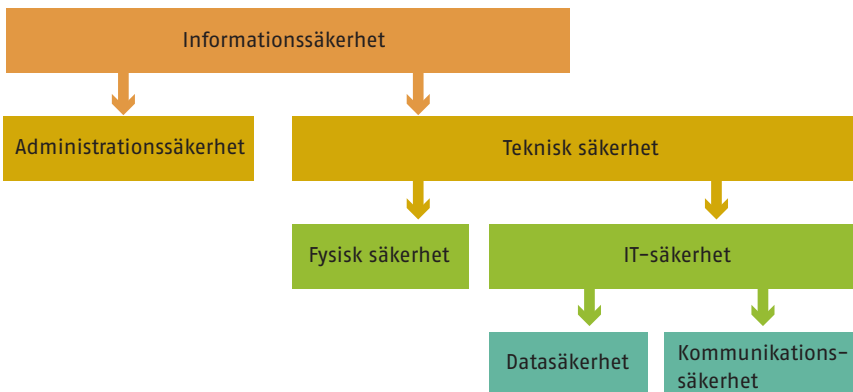 Informationssäkerhet
Administrationssäkerhet
Teknisk säkerhet
Fysisk säkerhet
IT-säkerhet
Datasäkerhet
Kommunikations-
säkerhet